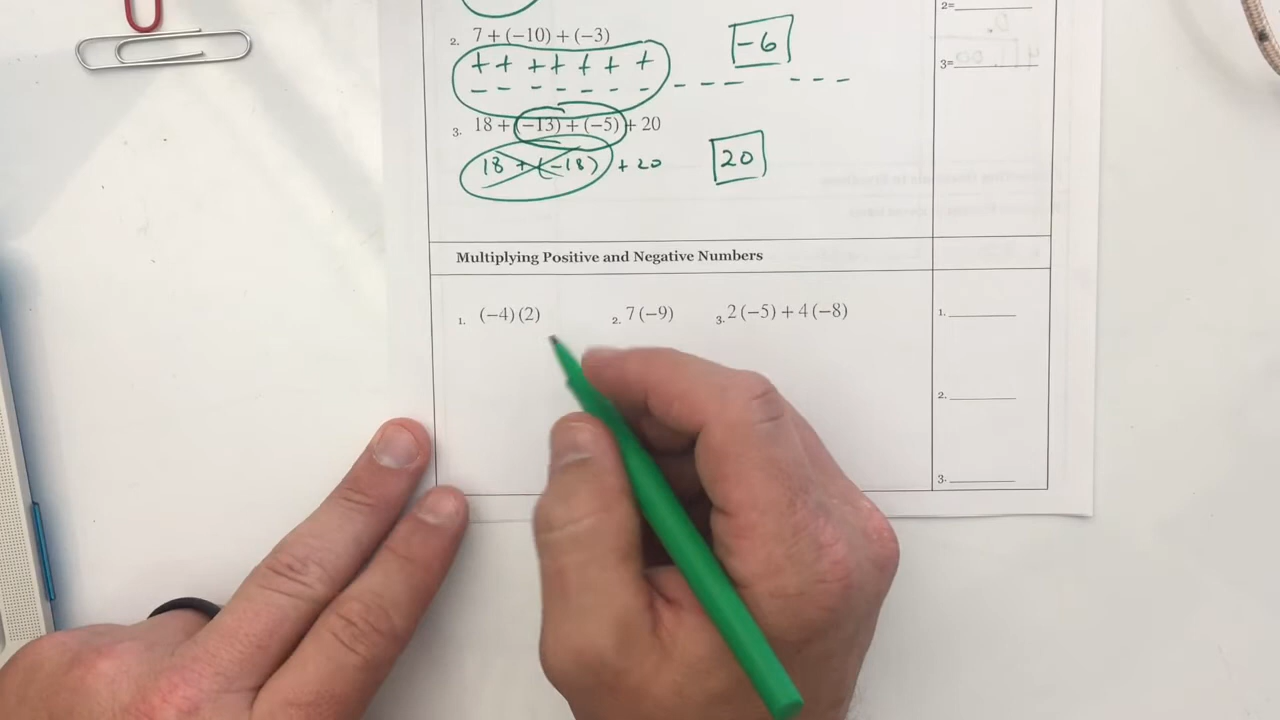 2. 7 + (−10) + (−3)
-6
+ + + + + + +
- - - - - - - - - - - - -
3. 18 + (−13) + (−5) + 20
18 + (-18) + 20
20
2=
3=
Multiplying Positive and Negative Numbers
1. (−4)(2) 2. 7(−9) 3. 2(−5) + 4(−8)
1.
2.
3.